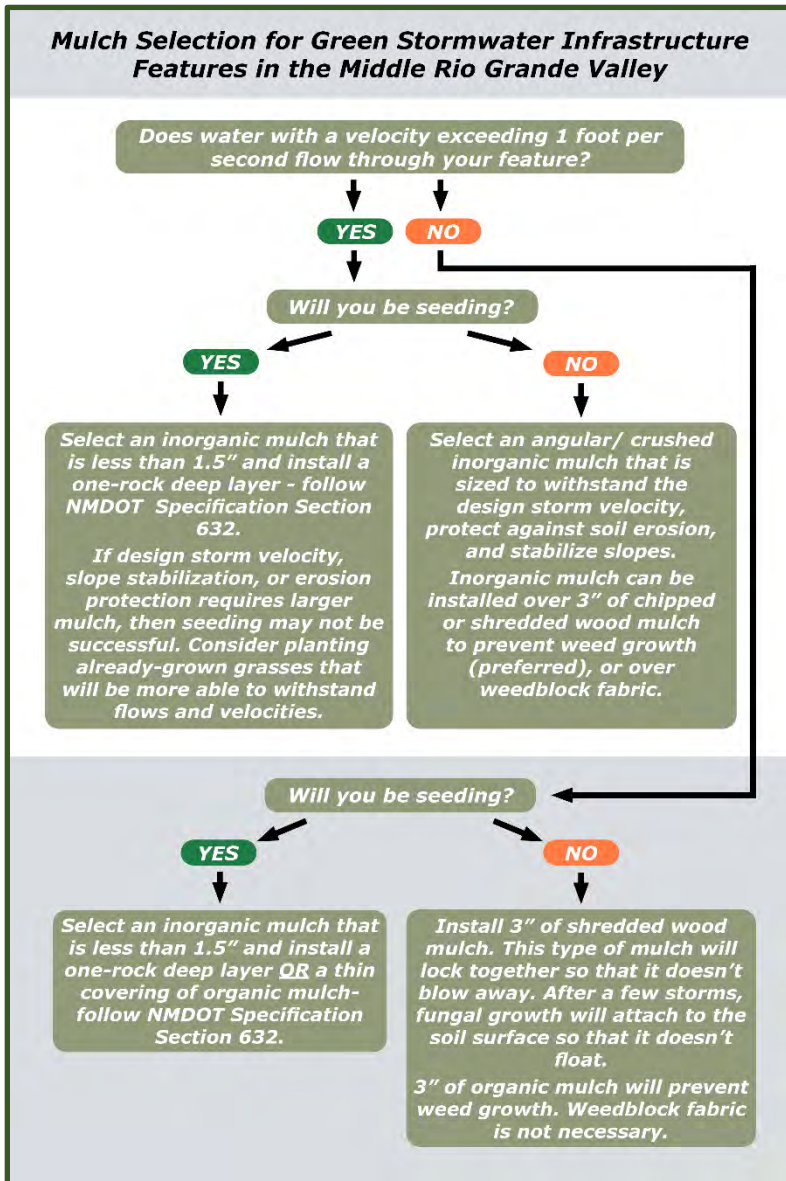 Mulch Selection for Green Stormwater Infrastructure
Features in the Middle Rio Grande Valley
Does water with a velocity exceeding 1 foot per
second flow through your feature?
YES
NO
Will you be seeding?
YES
NO
Select an inorganic mulch that
is less than 1.5″ and install a
one-rock deep layer - follow
NMDOT Specification Section
632.
If design storm velocity,
slope stabilization, or erosion
protection requires larger
mulch, then seeding may not be
successful. Consider planting
already-grown grasses that
will be more able to withstand
flows and velocities.
Select an angular/ crushed
inorganic mulch that is
sized to withstand the
design storm velocity,
protect against soil erosion,
and stabilize slopes.
Inorganic mulch can be
installed over 3″ of chipped
or shredded wood mulch
to prevent weed growth
(preferred), or over
weedblock fabric.
Will you be seeding?
YES
NO
Select an inorganic mulch that
is less than 1.5″ and install a
one-rock deep layer OR a thin
covering of organic mulch-
follow NMDOT Specification
Section 632.
Install 3″ of shredded wood
mulch. This type of mulch will
lock together so that it doesn’t
blow away. After a few storms,
fungal growth will attach to the
soil surface so that it doesn’t
float.
3″ of organic mulch will prevent
weed growth. Weedblock fabric
is not necessary.